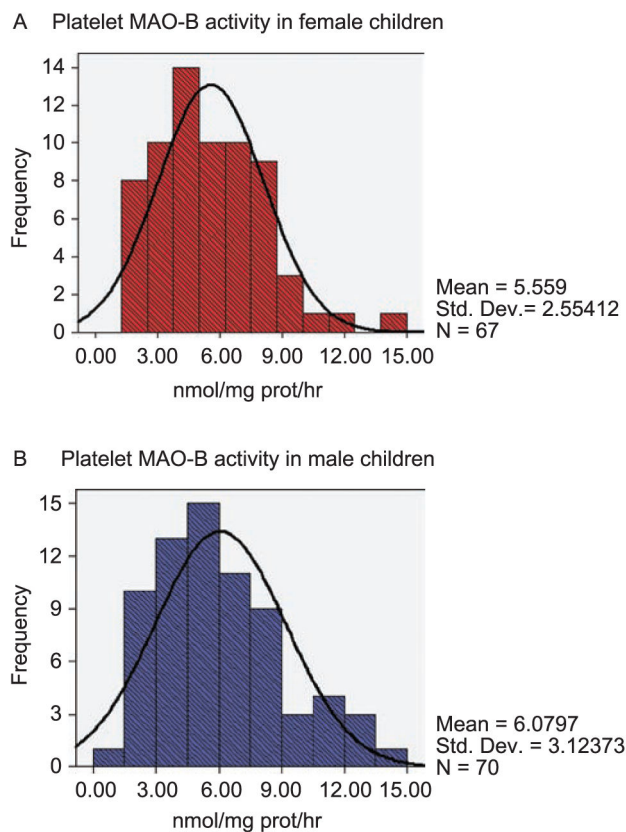 A Platelet MAO-B activity in female children
14
12
10
8
6
4
2
0
Frequency
0.00 3.00 6.00 9.00 12.00 15.00
nmol/mg prot/hr
Mean = 5.559
Std. Dev.= 2.55412
N = 67
B Platelet MAO-B activity in male children
15
12
9
6
3
0
Frequency
0.00 3.00 6.00 9.00 12.00 15.00
nmol/mg prot/hr
Mean = 6.0797
Std. Dev. = 3.12373
N = 70